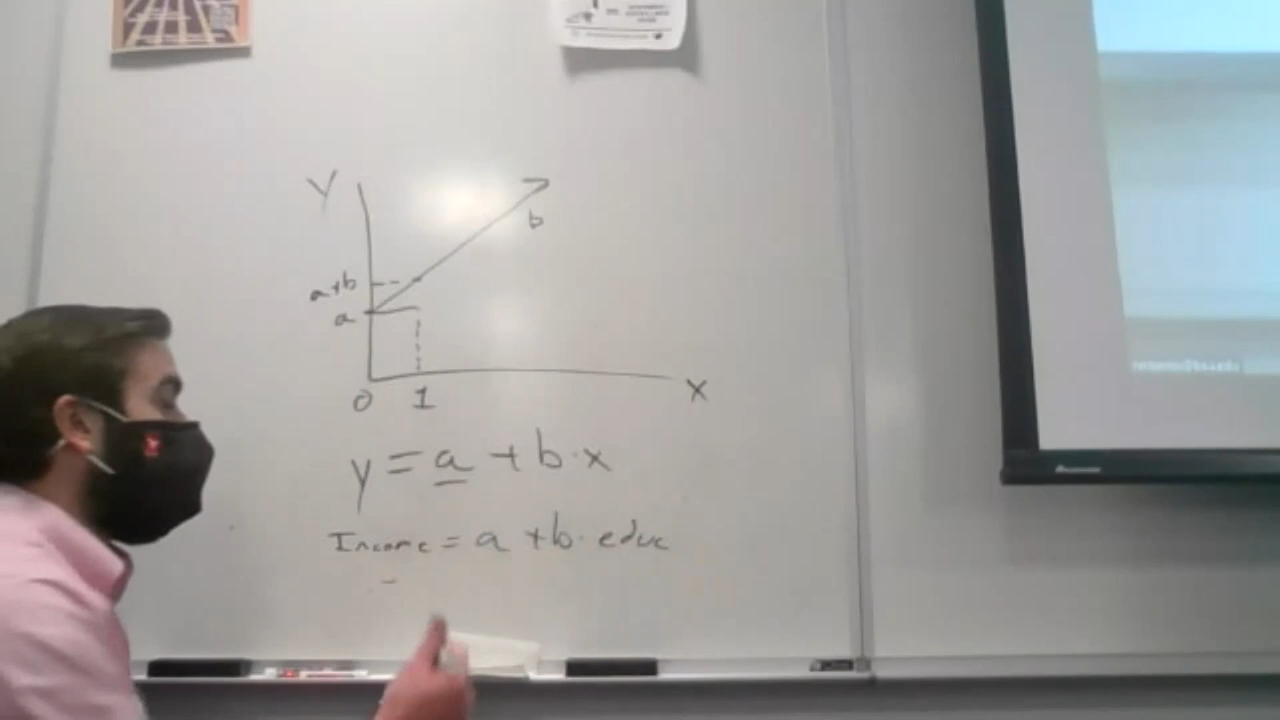 Y
b
a+b
a
0 1
X
y = a + b·x
Income = a + b·educ